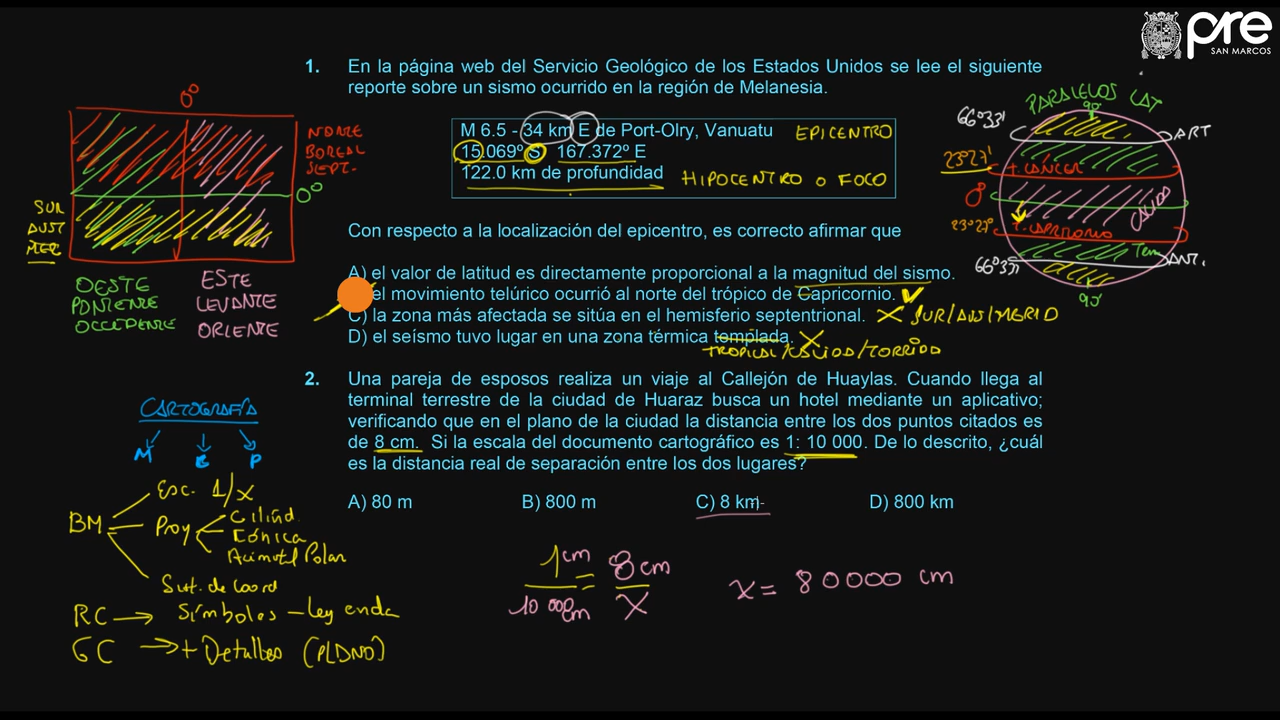 pre
SAN MARCOS
1. En la página web del Servicio Geológico de los Estados Unidos se lee el siguiente
reporte sobre un sismo ocurrido en la región de Melanesia.
M 6.5 - 34 km E de Port-Olry, Vanuatu EPICENTRO
15.069° S 167.372° E
122.0 km de profundidad HIPOCENTRO o FOCO
Con respecto a la localización del epicentro, es correcto afirmar que
A) el valor de latitud es directamente proporcional a la magnitud del sismo.
el movimiento telúrico ocurrió al norte del trópico de Capricornio.
C) la zona más afectada se sitúa en el hemisferio septentrional. SUR/AUS/MERID
D) el seísmo tuvo lugar en una zona térmica templada.
TROPICAL/CÁLIDA/TORRIDA
2. Una pareja de esposos realiza un viaje al Callejón de Huaylas. Cuando llega al
terminal terrestre de la ciudad de Huaraz busca un hotel mediante un aplicativo;
verificando que en el plano de la ciudad la distancia entre los dos puntos citados es
de 8 cm. Si la escala del documento cartográfico es 1: 10 000. De lo descrito, ¿cuál
es la distancia real de separación entre los dos lugares?
A) 80 m B) 800 m C) 8 km D) 800 km
1cm = 8cm
10 000cm X
x = 80000 cm
0°
NORTE
BOREAL
SEPT.
0°
SUR
AUST
MER
OESTE
PONIENTE
OCCIDENTE
ESTE
LEVANTE
ORIENTE
CARTOGRAFÍA
M E P
BM
Esc. 1/x
Proy
Cilínd.
Cónica
Acimutal Polar
Sist. de Coord
RC → Símbolos – Leyenda
GC → + Detalles (PLANO)
PARALELOS LAT
90°
66°33' ART
23°27' T. CÁNCER
0° CÁLIDO
23°27' T. CAPRICORNIO
Tem
66°33' ANT.
90°